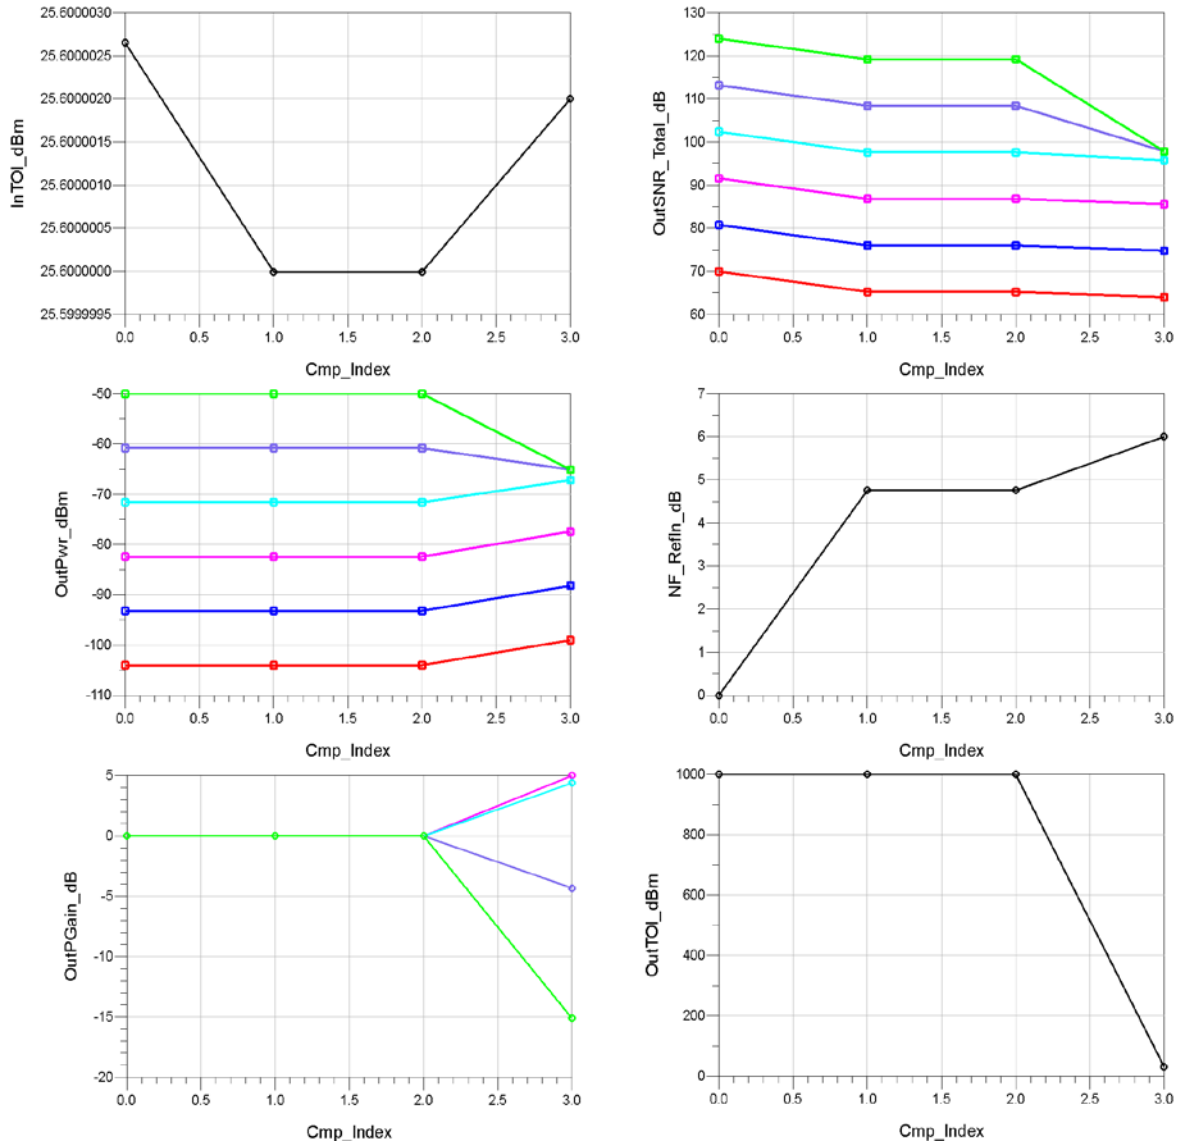 InTOI_dBm
25.6000030
25.6000025
25.6000020
25.6000015
25.6000010
25.6000005
25.6000000
25.5999995
0.0 0.5 1.0 1.5 2.0 2.5 3.0
Cmp_Index
OutSNR_Total_dB
130
120
110
100
90
80
70
60
0.0 0.5 1.0 1.5 2.0 2.5 3.0
Cmp_Index
OutPwr_dBm
-50
-60
-70
-80
-90
-100
-110
0.0 0.5 1.0 1.5 2.0 2.5 3.0
Cmp_Index
NF_RefIn_dB
7
6
5
4
3
2
1
0
0.0 0.5 1.0 1.5 2.0 2.5 3.0
Cmp_Index
OutPGain_dB
5
0
-5
-10
-15
-20
0.0 0.5 1.0 1.5 2.0 2.5 3.0
Cmp_Index
OutTOI_dBm
1000
800
600
400
200
0
0.0 0.5 1.0 1.5 2.0 2.5 3.0
Cmp_Index